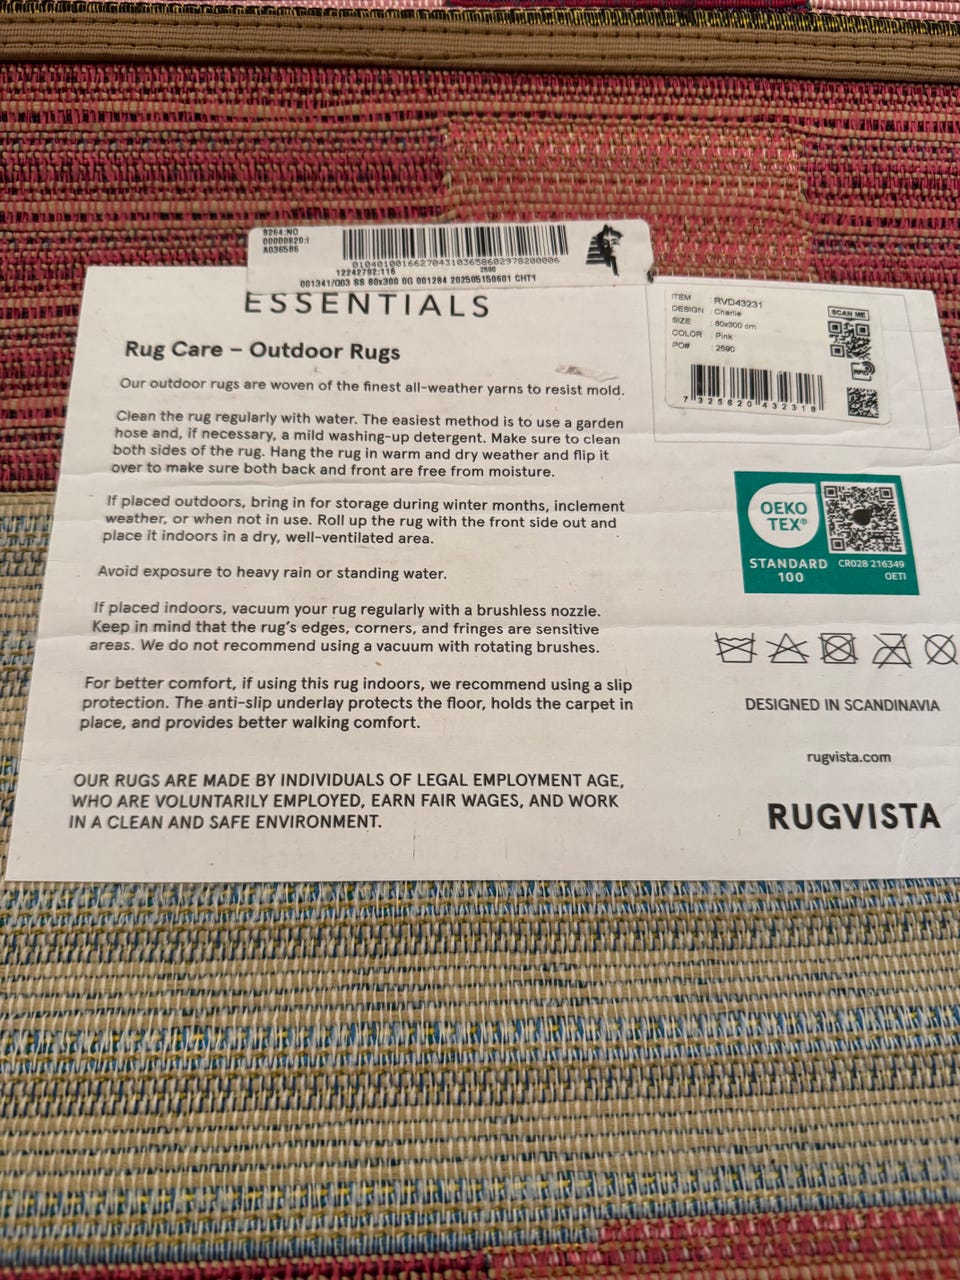 9264:NO
00000820:1
A036586
010401001662704310365860297820​0006
12242792:116
2590
001341/003 SS 80x300 0G 001284 202505150601 CHT1
ESSENTIALS
Rug Care – Outdoor Rugs
Our outdoor rugs are woven of the finest all-weather yarns to resist mold.
Clean the rug regularly with water. The easiest method is to use a garden
hose and, if necessary, a mild washing-up detergent. Make sure to clean
both sides of the rug. Hang the rug in warm and dry weather and flip it
over to make sure both back and front are free from moisture.
If placed outdoors, bring in for storage during winter months, inclement
weather, or when not in use. Roll up the rug with the front side out and
place it indoors in a dry, well-ventilated area.
Avoid exposure to heavy rain or standing water.
If placed indoors, vacuum your rug regularly with a brushless nozzle.
Keep in mind that the rug's edges, corners, and fringes are sensitive
areas. We do not recommend using a vacuum with rotating brushes.
For better comfort, if using this rug indoors, we recommend using a slip
protection. The anti-slip underlay protects the floor, holds the carpet in
place, and provides better walking comfort.
OUR RUGS ARE MADE BY INDIVIDUALS OF LEGAL EMPLOYMENT AGE,
WHO ARE VOLUNTARILY EMPLOYED, EARN FAIR WAGES, AND WORK
IN A CLEAN AND SAFE ENVIRONMENT.
ITEM : RVD43231
DESIGN : Charlie
SIZE : 80x300 cm
COLOR : Pink
PO# : 2590
SCAN ME
RFID
7 325620 432318
OEKO
TEX®
STANDARD
100
CR028 216349
OETI
DESIGNED IN SCANDINAVIA
rugvista.com
RUGVISTA